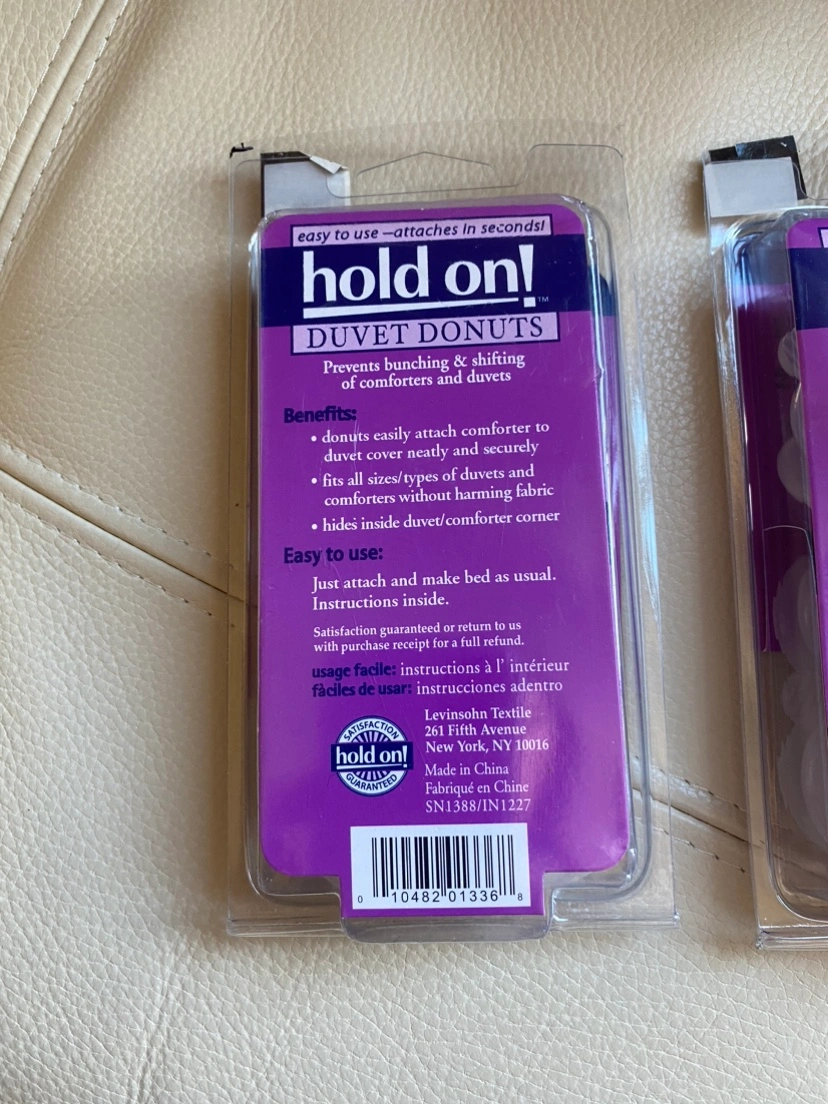 easy to use –attaches in seconds!
hold on!™
DUVET DONUTS
Prevents bunching & shifting
of comforters and duvets
Benefits:
• donuts easily attach comforter to
duvet cover neatly and securely
• fits all sizes/types of duvets and
comforters without harming fabric
• hides inside duvet/comforter corner
Easy to use:
Just attach and make bed as usual.
Instructions inside.
Satisfaction guaranteed or return to us
with purchase receipt for a full refund.
usage facile: instructions à l' intérieur
fàciles de usar: instrucciones adentro
SATISFACTION
hold on!
GUARANTEED
Levinsohn Textile
261 Fifth Avenue
New York, NY 10016
Made in China
Fabriqué en Chine
SN1388/IN1227
0 10482 01336 8